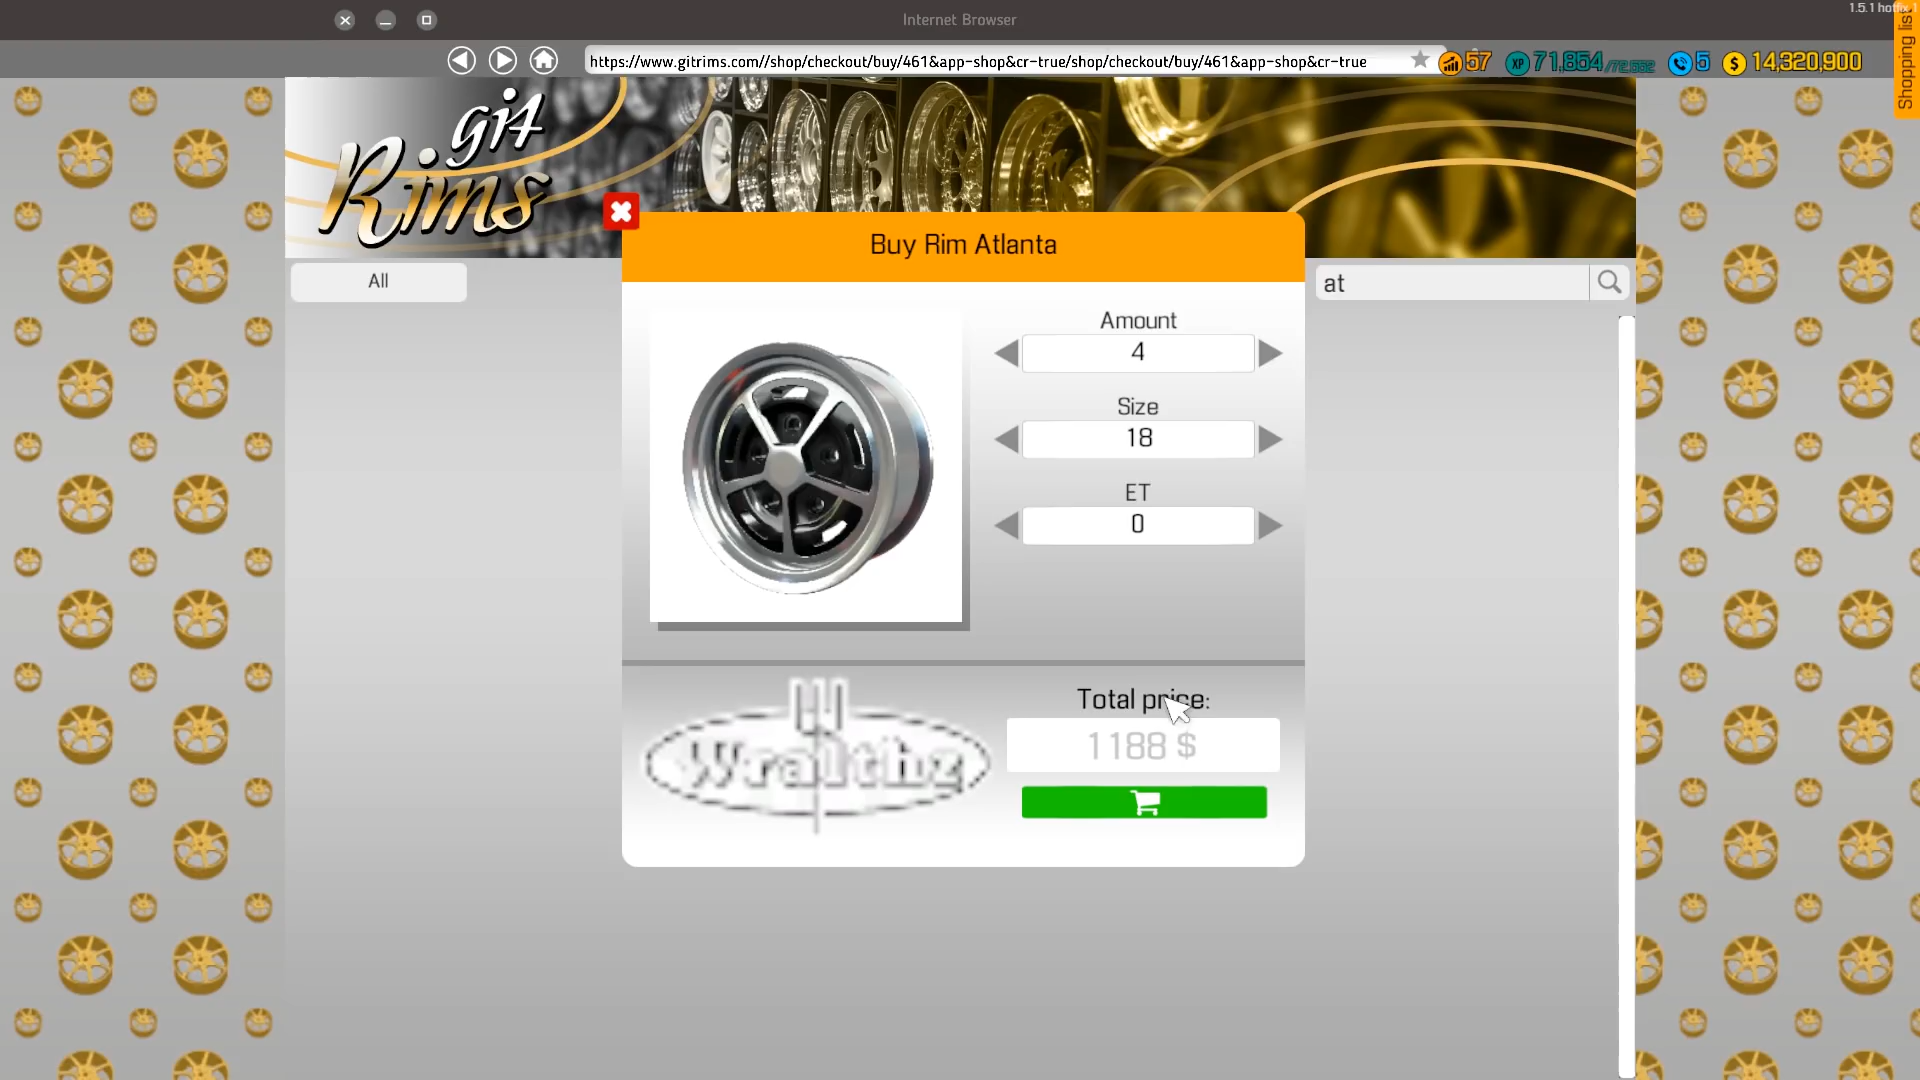 1.5.1 hotfix 1
Internet Browser
https://www.gitrims.com//shop/checkout/buy/461&app-shop&cr-true/shop/checkout/buy/461&app-shop&cr-true
57
XP 71,854
5
$ 14,320,900
Shopping list
git
Rims
Buy Rim Atlanta
All
at
Amount
4
Size
18
ET
0
Total price:
1188 $